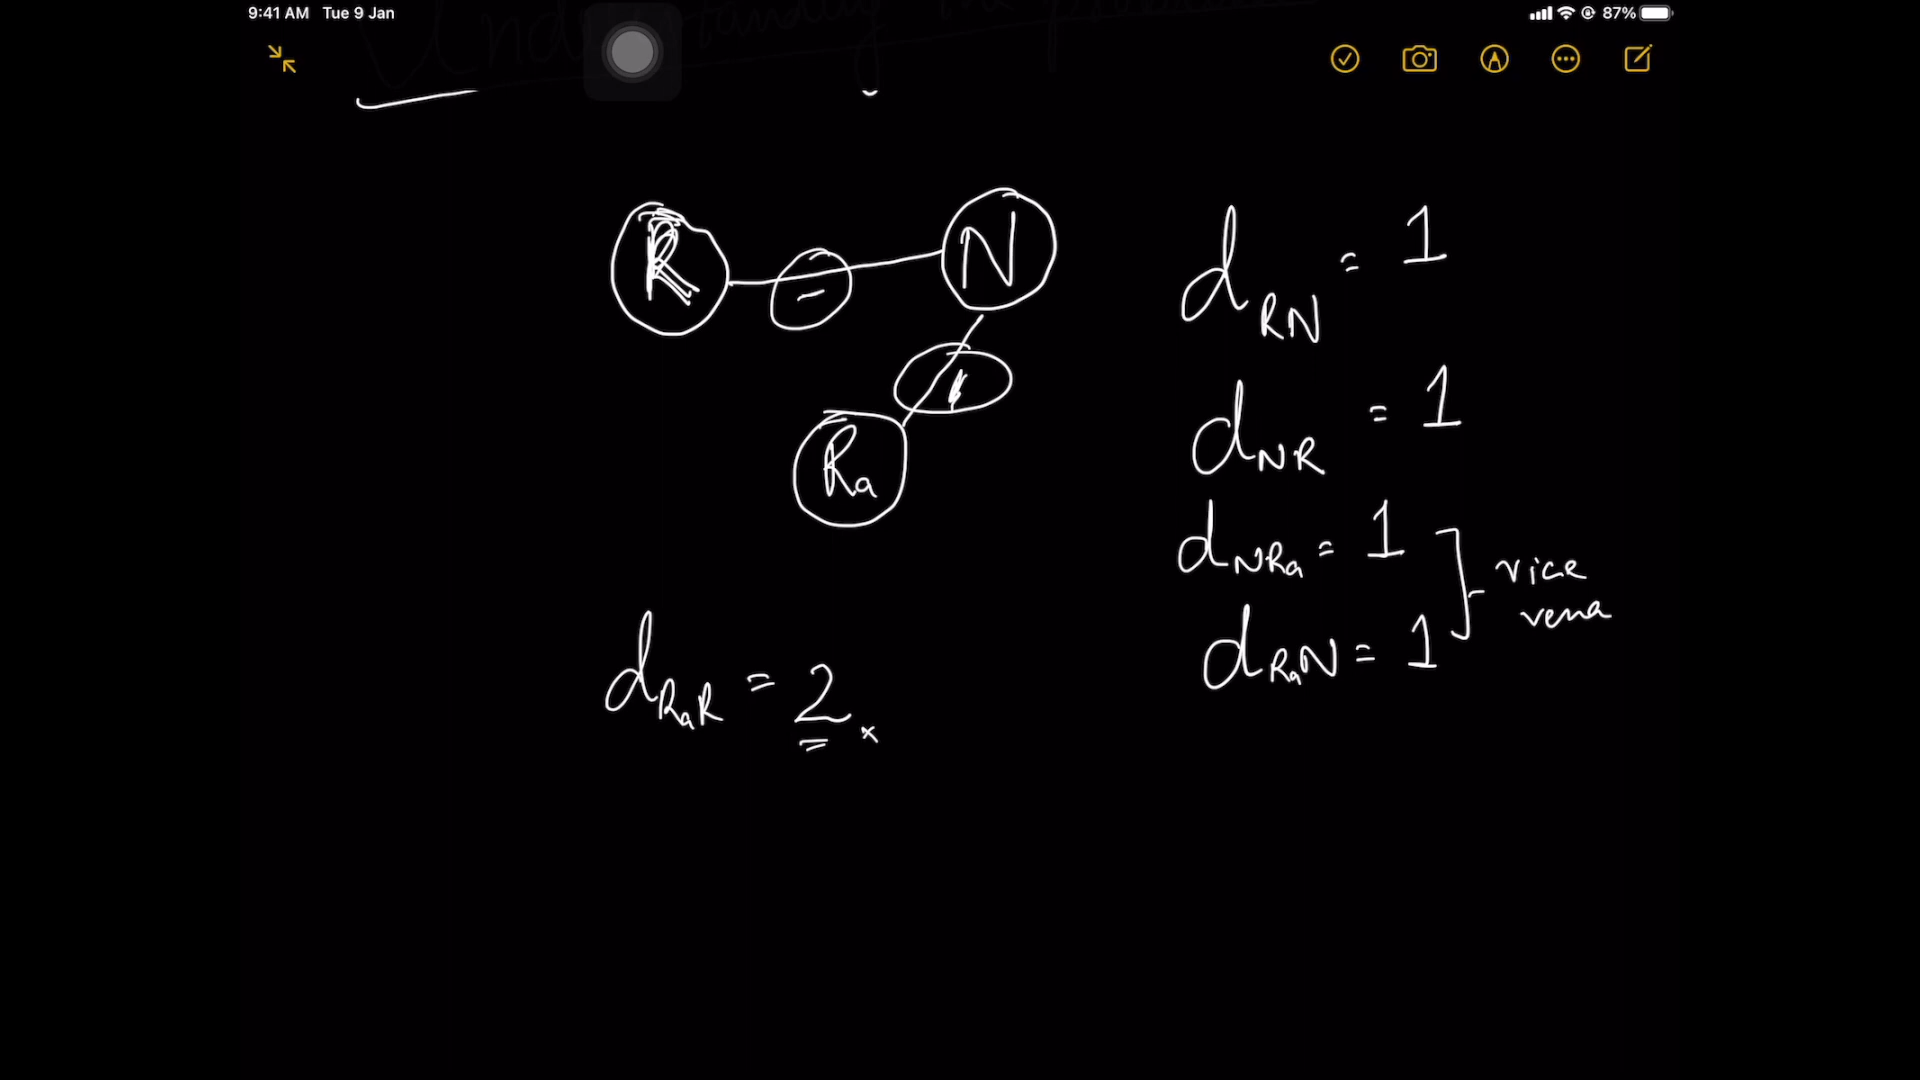 9:41 AM Tue 9 Jan
87%
R
N
Ra
d_RN = 1
d_NR = 1
d_NRa = 1
vice
versa
d_RaN = 1
d_RaR = 2
x